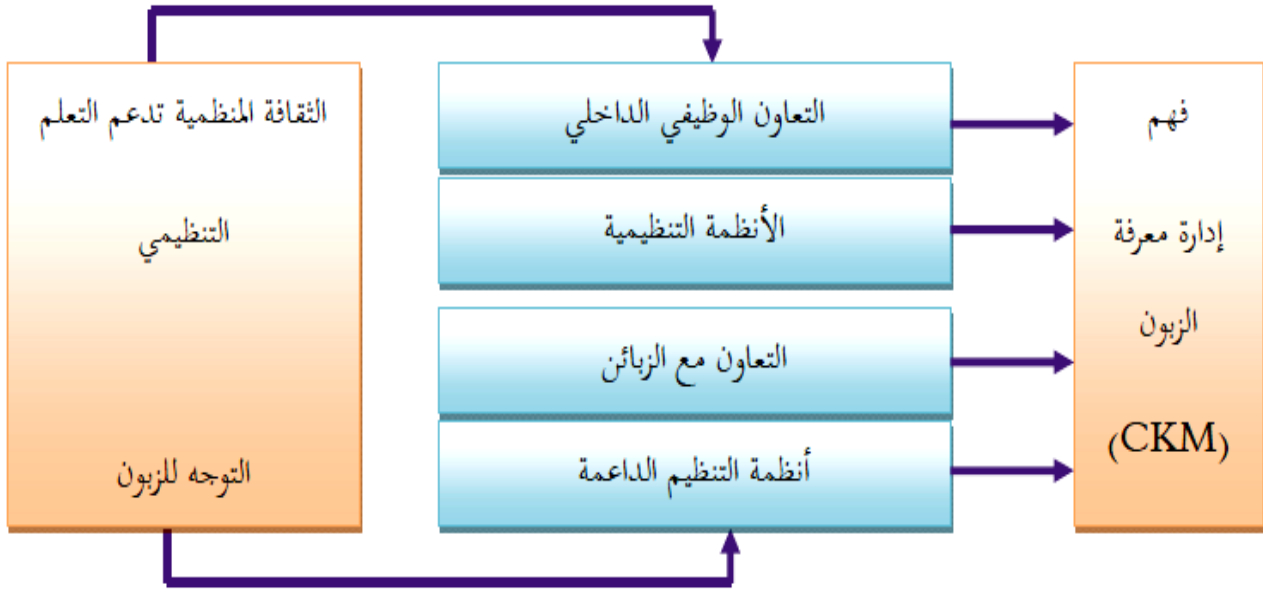 الثقافة المنظمية تدعم التعلم
التنظيمي
التوجه للزبون
التعاون الوظيفي الداخلي
الأنظمة التنظيمية
التعاون مع الزبائن
أنظمة التنظيم الداعمة
فهم
إدارة معرفة
الزبون
(CKM)